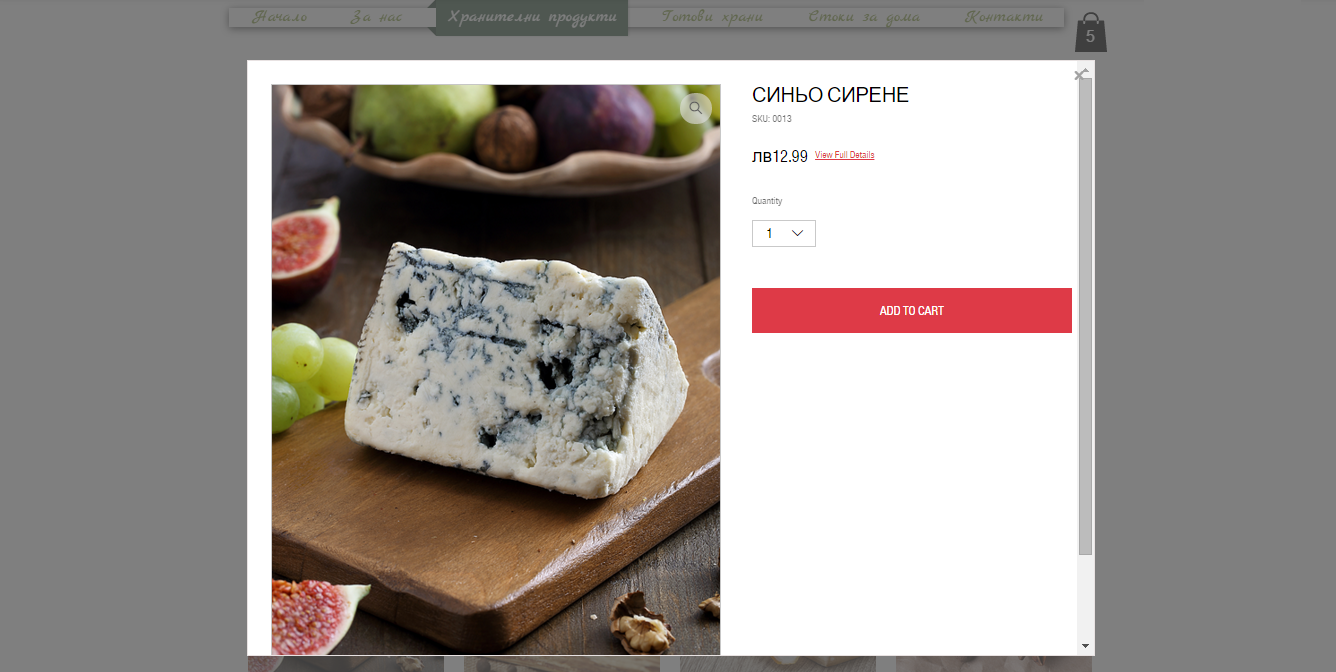 Начало За нас Хранителни продукти Готови храни Стоки за дома Контакти
5
СИНЬО СИРЕНЕ
SKU: 0013
лв12.99 View Full Details
Quantity
1
ADD TO CART